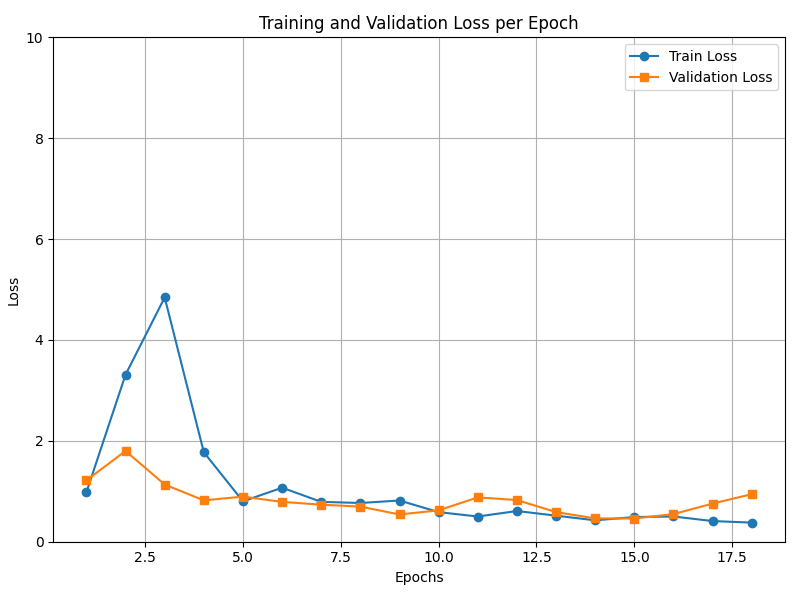 Training and Validation Loss per Epoch
Train Loss
Validation Loss
10
8
6
4
2
0
Loss
2.5 5.0 7.5 10.0 12.5 15.0 17.5
Epochs